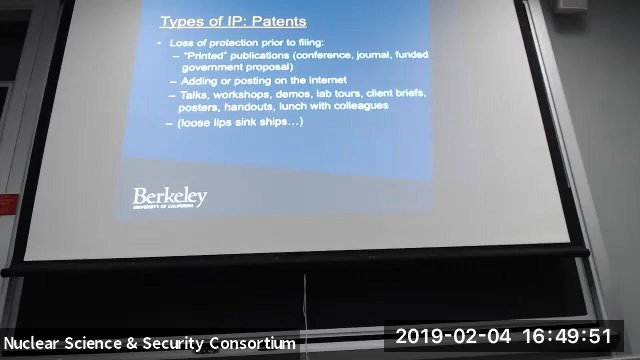 Types of IP: Patents
• Loss of protection prior to filing:
– "Printed" publications (conference, journal, funded
government proposal)
– Adding or posting on the internet
– Talks, workshops, demos, lab tours, client briefs,
posters, handouts, lunch with colleagues
– (loose lips sink ships...)
Berkeley
UNIVERSITY OF CALIFORNIA
Nuclear Science & Security Consortium
2019-02-04 16:49:51